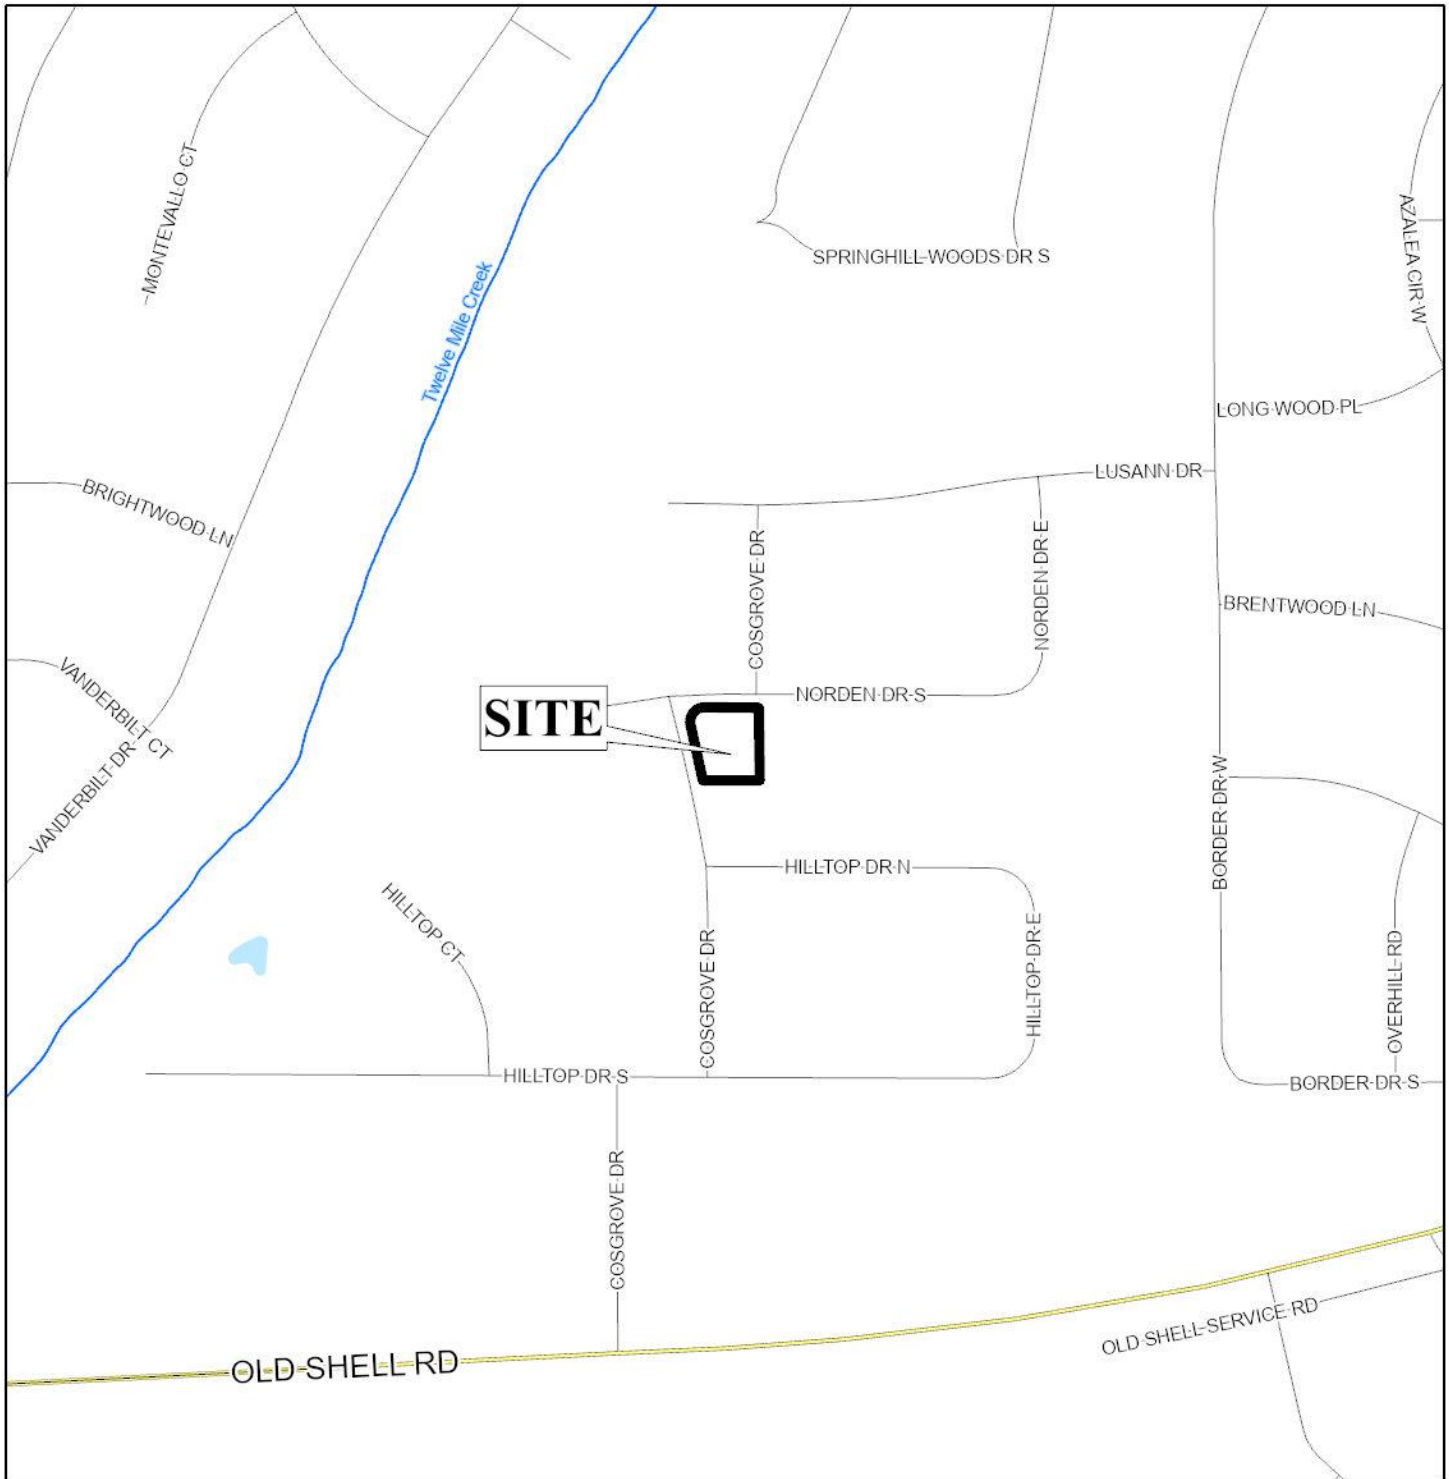 MONTEVALLO CT
AZALEA CIR W
SPRINGHILL WOODS DR S
Twelve Mile Creek
LONG WOOD PL
LUSANN DR
BRIGHTWOOD LN
COSGROVE DR
NORDEN DR E
BRENTWOOD LN
VANDERBILT CT
NORDEN DR S
SITE
VANDERBILT DR
BORDER DR W
HILLTOP DR N
HILLTOP CT
COSGROVE DR
HILLTOP DR E
OVERHILL RD
HILLTOP DR S
BORDER DR S
COSGROVE DR
OLD SHELL SERVICE RD
OLD SHELL RD